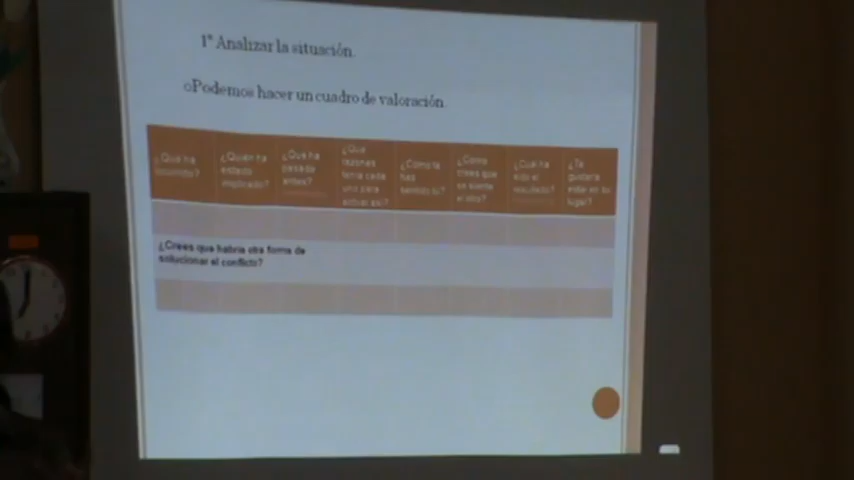 1º Analizar la situación.
oPodemos hacer un cuadro de valoración.
¿Qué ha
ocurrido?
¿Quién ha
estado
implicado?
¿Qué ha
pasado
antes?
¿Qué
razones
tenía cada
uno para
actuar así?
¿Cómo te
has
sentido tú?
¿Cómo
crees que
se siente
el otro?
¿Cuál ha
sido el
resultado?
¿Te
gustaría
estar en su
lugar?
¿Crees que habría otra forma de
solucionar el conflicto?